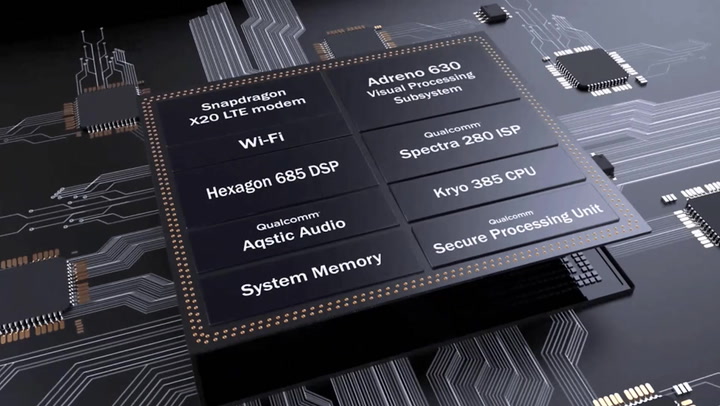 Snapdragon
X20 LTE modem
Wi-Fi
Hexagon 685 DSP
Qualcomm
Aqstic Audio
System Memory
Adreno 630
Visual Processing
Subsystem
Qualcomm
Spectra 280 ISP
Kryo 385 CPU
Qualcomm
Secure Processing Unit